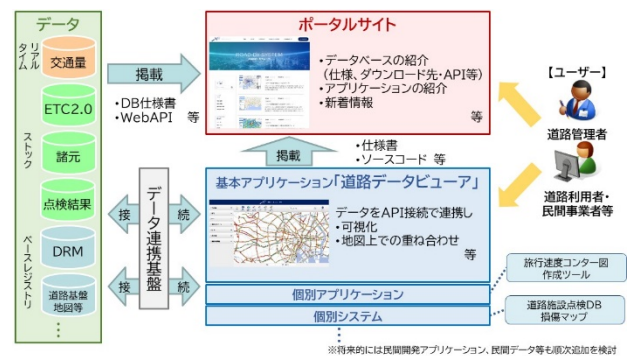 データ
リアル
タイム
交通量
ETC2.0
ストック
諸元
点検結果
ベースレジストリ
DRM
道路基盤
地図等
⋮
掲載
・DB仕様書
・WebAPI 等
ポータルサイト
・データベースの紹介
（仕様、ダウンロード先・API等）
・アプリケーションの紹介
・新着情報
等
掲載
・仕様書
・ソースコード 等
【ユーザー】
道路管理者
道路利用者・
民間事業者等
接
続
データ連携基盤
接
続
基本アプリケーション「道路データビューア」
データをAPI接続で連携し
・可視化
・地図上での重ね合わせ
等
個別アプリケーション
個別システム
⋮
旅行速度コンター図
作成ツール
道路施設点検DB
損傷マップ
※将来的には民間開発アプリケーション、民間データ等も順次追加を検討